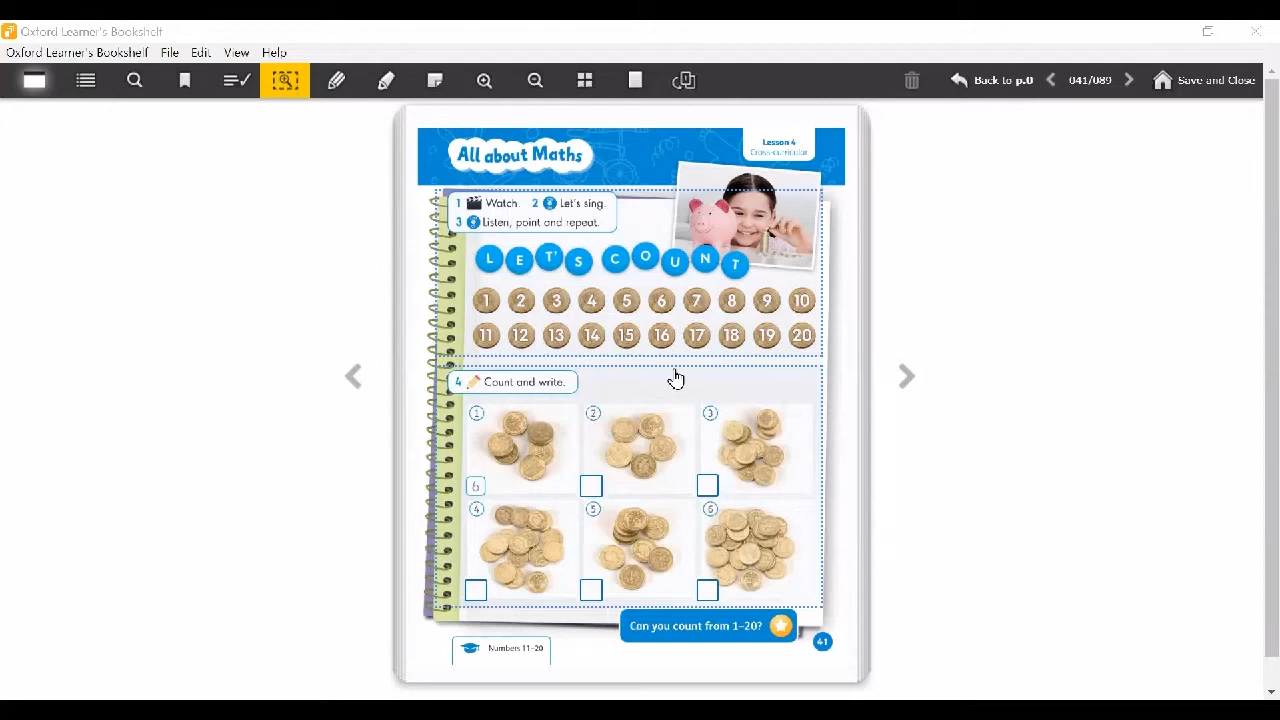 Oxford Learner's Bookshelf
Oxford Learner's Bookshelf File Edit View Help
Back to p.0 041/089 Save and Close
All about Maths
Lesson 4
Cross-curricular
1 Watch. 2 Let's sing.
3 Listen, point and repeat.
LET'S COUNT
1 2 3 4 5 6 7 8 9 10
11 12 13 14 15 16 17 18 19 20
4 Count and write.
1 2 3
6
4 5 6
Can you count from 1–20?
Numbers 11–20
41